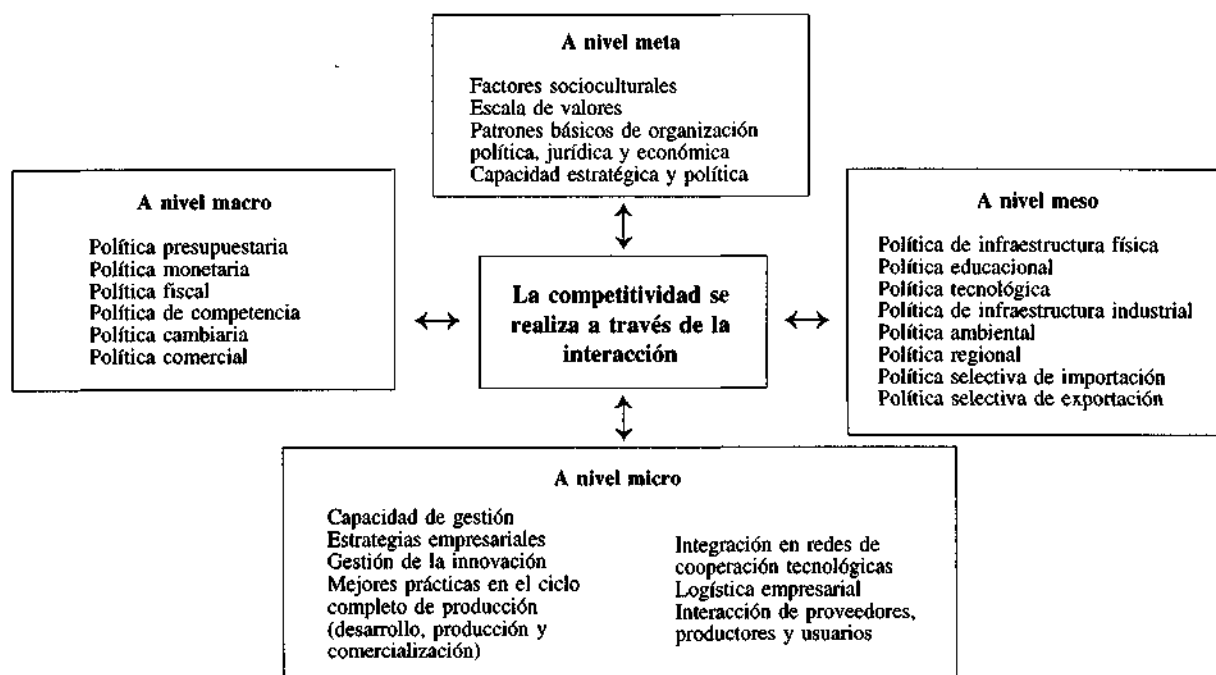 A nivel meta
Factores socioculturales
Escala de valores
Patrones básicos de organización
política, jurídica y económica
Capacidad estratégica y política
A nivel macro
Política presupuestaria
Política monetaria
Política fiscal
Política de competencia
Política cambiaria
Política comercial
La competitividad se
realiza a través de la
interacción
A nivel meso
Política de infraestructura física
Política educacional
Política tecnológica
Política de infraestructura industrial
Política ambiental
Política regional
Política selectiva de importación
Política selectiva de exportación
A nivel micro
Capacidad de gestión
Estrategias empresariales
Gestión de la innovación
Mejores prácticas en el ciclo
completo de producción
(desarrollo, producción y
comercialización)
Integración en redes de
cooperación tecnológicas
Logística empresarial
Interacción de proveedores,
productores y usuarios